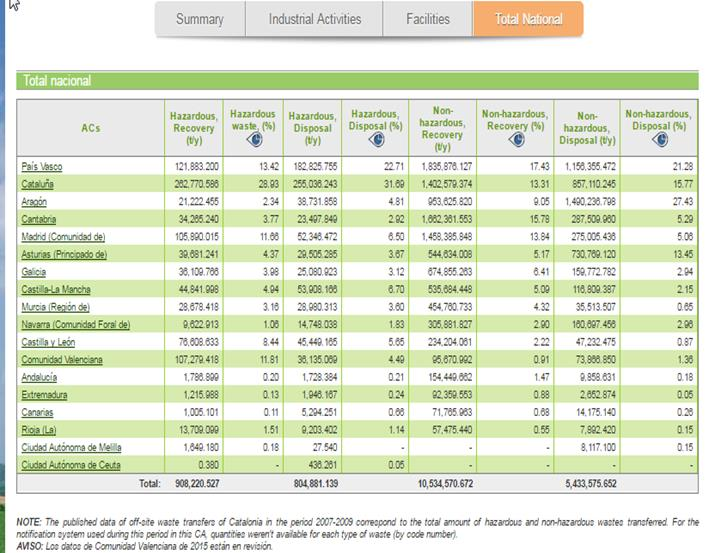 Summary Industrial Activities Facilities Total National
Total nacional
ACs Hazardous, Recovery (t/y) Hazardous waste, (%) Hazardous, Disposal (t/y) Hazardous, Disposal (%) Non-hazardous, Recovery (t/y) Non-hazardous, Recovery (%) Non-hazardous, Disposal (t/y) Non-hazardous, Disposal (%)
País Vasco 121,883.200 13.42 182,825.755 22.71 1,835,876.127 17.43 1,156,355.472 21.28
Cataluña 262,770.586 28.93 255,036.243 31.69 1,402,579.374 13.31 857,110.245 15.77
Aragón 21,222.455 2.34 38,731.858 4.81 953,625.820 9.05 1,490,236.798 27.43
Cantabria 34,265.240 3.77 23,497.849 2.92 1,662,361.553 15.78 287,509.960 5.29
Madrid (Comunidad de) 105,890.015 11.66 52,346.472 6.50 1,458,385.848 13.84 275,005.436 5.06
Asturias (Principado de) 39,681.241 4.37 29,505.285 3.67 544,634.008 5.17 730,769.120 13.45
Galicia 36,109.766 3.98 25,080.923 3.12 674,855.263 6.41 159,772.782 2.94
Castilla-La Mancha 44,841.998 4.94 53,908.166 6.70 535,684.448 5.09 116,809.387 2.15
Murcia (Región de) 28,678.418 3.16 28,980.313 3.60 454,760.733 4.32 35,513.507 0.65
Navarra (Comunidad Foral de) 9,622.913 1.06 14,748.038 1.83 305,881.827 2.90 160,697.456 2.96
Castilla y León 76,608.633 8.44 45,449.165 5.65 234,204.061 2.22 47,232.475 0.87
Comunidad Valenciana 107,279.418 11.81 36,135.069 4.49 95,670.992 0.91 73,866.850 1.36
Andalucía 1,786.899 0.20 1,728.384 0.21 154,449.662 1.47 9,858.631 0.18
Extremadura 1,215.988 0.13 1,946.167 0.24 92,359.553 0.88 2,652.874 0.05
Canarias 1,005.101 0.11 5,294.251 0.66 71,765.963 0.68 14,175.140 0.26
Rioja (La) 13,709.099 1.51 9,203.402 1.14 57,475.440 0.55 7,892.420 0.15
Ciudad Autónoma de Melilla 1,649.180 0.18 27.540 - - - 8,117.100 0.15
Ciudad Autónoma de Ceuta 0.380 - 436.261 0.05 - - - -
Total: 908,220.527 804,881.139 10,534,570.672 5,433,575.652
NOTE: The published data of off-site waste transfers of Catalonia in the period 2007-2009 correspond to the total amount of hazardous and non-hazardous wastes transferred. For the
notification system used during this period in this CA, quantities weren't available for each type of waste (by code number).
AVISO: Los datos de Comunidad Valenciana de 2015 están en revisión.